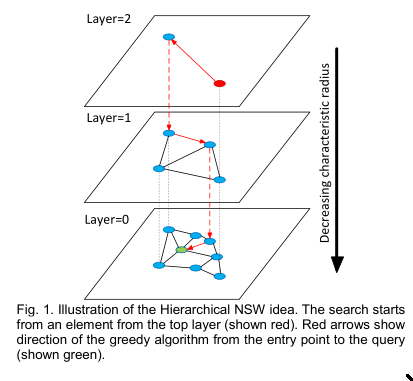 Layer=2
Layer=1
Layer=0
Decreasing characteristic radius
Fig. 1. Illustration of the Hierarchical NSW idea. The search starts
from an element from the top layer (shown red). Red arrows show
direction of the greedy algorithm from the entry point to the query
(shown green).